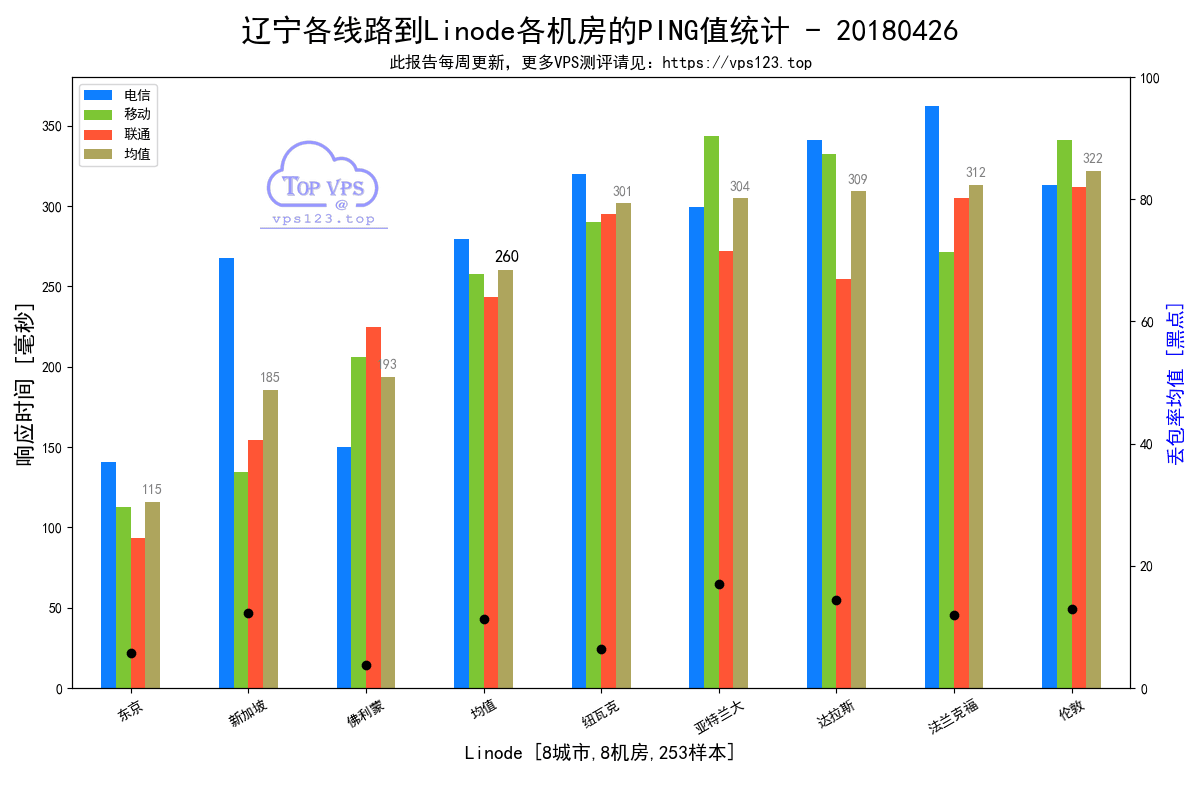 辽宁各线路到Linode各机房的PING值统计 - 20180426
此报告每周更新，更多VPS测评请见：https://vps123.top
电信
移动
联通
均值
TOP VPS
@
vps123.top
响应时间 [毫秒]
350
300
250
200
150
100
50
0
115
185
193
260
301
304
309
312
322
100
80
60
40
20
0
丢包率均值 [黑点]
东京
新加坡
佛利蒙
均值
纽瓦克
亚特兰大
达拉斯
法兰克福
伦敦
Linode [8城市,8机房,253样本]